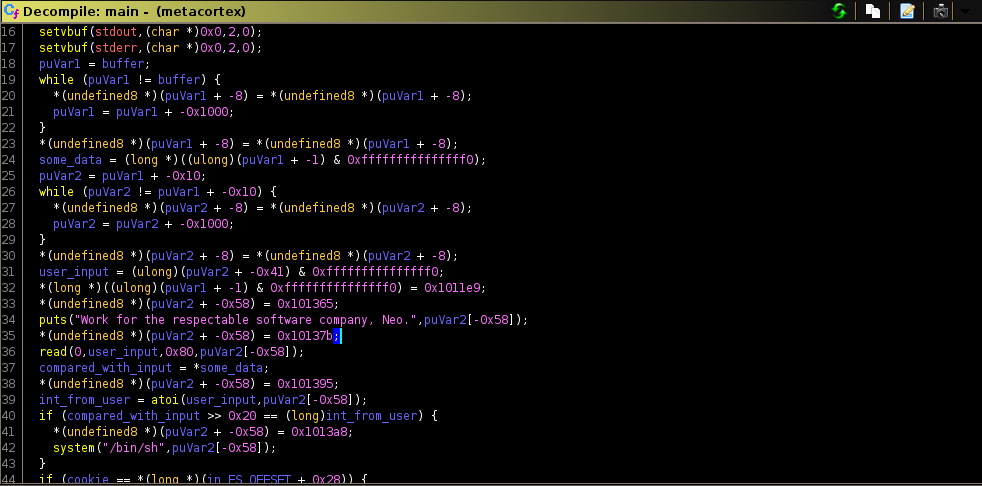 Decompile: main - (metacortex)
16 setvbuf(stdout,(char *)0x0,2,0);
17 setvbuf(stderr,(char *)0x0,2,0);
18 puVar1 = buffer;
19 while (puVar1 != buffer) {
20 *(undefined8 *)(puVar1 + -8) = *(undefined8 *)(puVar1 + -8);
21 puVar1 = puVar1 + -0x1000;
22 }
23 *(undefined8 *)(puVar1 + -8) = *(undefined8 *)(puVar1 + -8);
24 some_data = (long *)((ulong)(puVar1 + -1) & 0xfffffffffffffff0);
25 puVar2 = puVar1 + -0x10;
26 while (puVar2 != puVar1 + -0x10) {
27 *(undefined8 *)(puVar2 + -8) = *(undefined8 *)(puVar2 + -8);
28 puVar2 = puVar2 + -0x1000;
29 }
30 *(undefined8 *)(puVar2 + -8) = *(undefined8 *)(puVar2 + -8);
31 user_input = (ulong)(puVar2 + -0x41) & 0xfffffffffffffff0;
32 *(long *)((ulong)(puVar1 + -1) & 0xfffffffffffffff0) = 0x1011e9;
33 *(undefined8 *)(puVar2 + -0x58) = 0x101365;
34 puts("Work for the respectable software company, Neo.",puVar2[-0x58]);
35 *(undefined8 *)(puVar2 + -0x58) = 0x10137b;
36 read(0,user_input,0x80,puVar2[-0x58]);
37 compared_with_input = *some_data;
38 *(undefined8 *)(puVar2 + -0x58) = 0x101395;
39 int_from_user = atoi(user_input,puVar2[-0x58]);
40 if (compared_with_input >> 0x20 == (long)int_from_user) {
41 *(undefined8 *)(puVar2 + -0x58) = 0x1013a8;
42 system("/bin/sh",puVar2[-0x58]);
43 }
44 if (cookie == *(long *)(in_FS_OFFSET + 0x28)) {